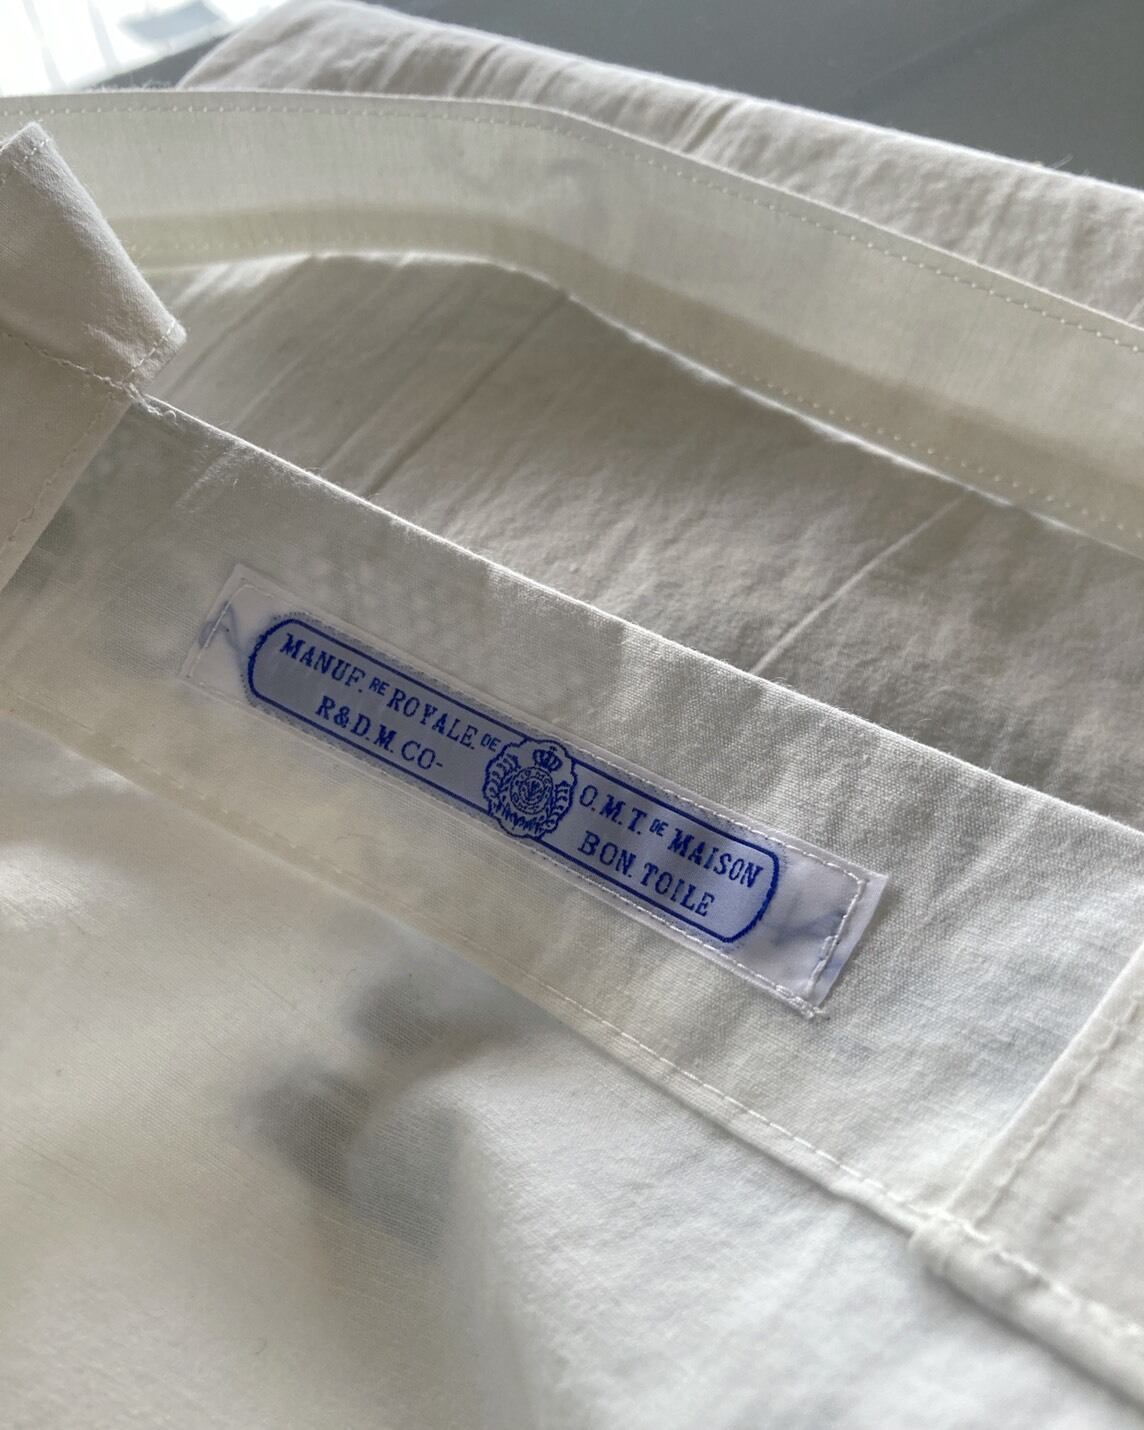 MANUF. RE ROYALE. DE
R&D.M. CO-
O.M.T. DE MAISON
BON. TOILE